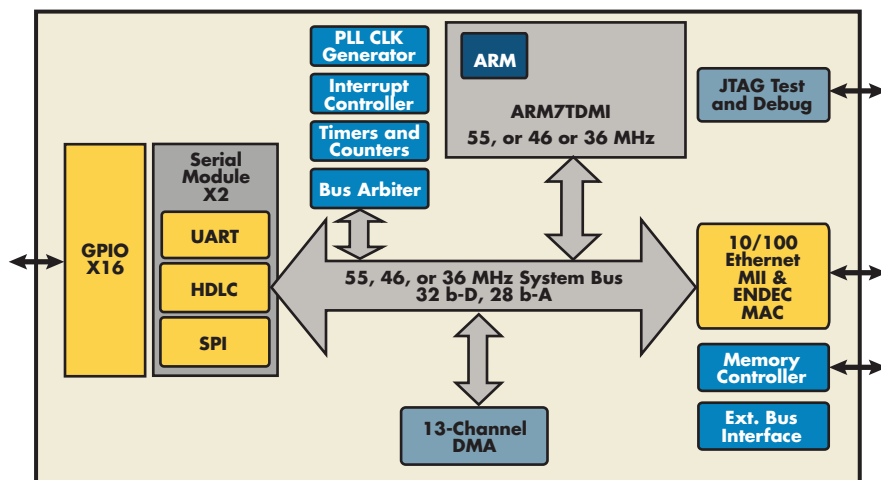 PLL CLK
Generator
Interrupt
Controller
Timers and
Counters
Bus Arbiter
ARM
ARM7TDMI
55, or 46 or 36 MHz
JTAG Test
and Debug
GPIO
X16
Serial
Module
X2
UART
HDLC
SPI
55, 46, or 36 MHz System Bus
32 b-D, 28 b-A
10/100
Ethernet
MII &
ENDEC
MAC
Memory
Controller
Ext. Bus
Interface
13-Channel
DMA